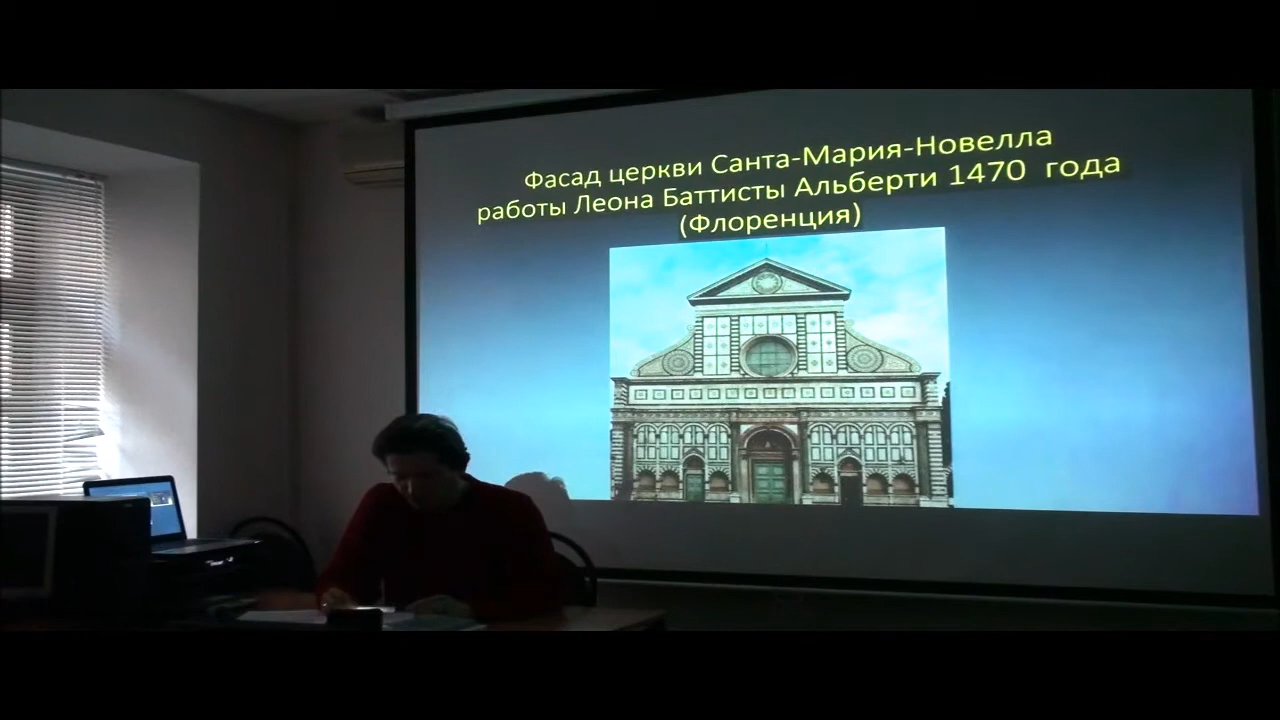 Фасад церкви Санта-Мария-Новелла
работы Леона Баттисты Альберти 1470 года
(Флоренция)